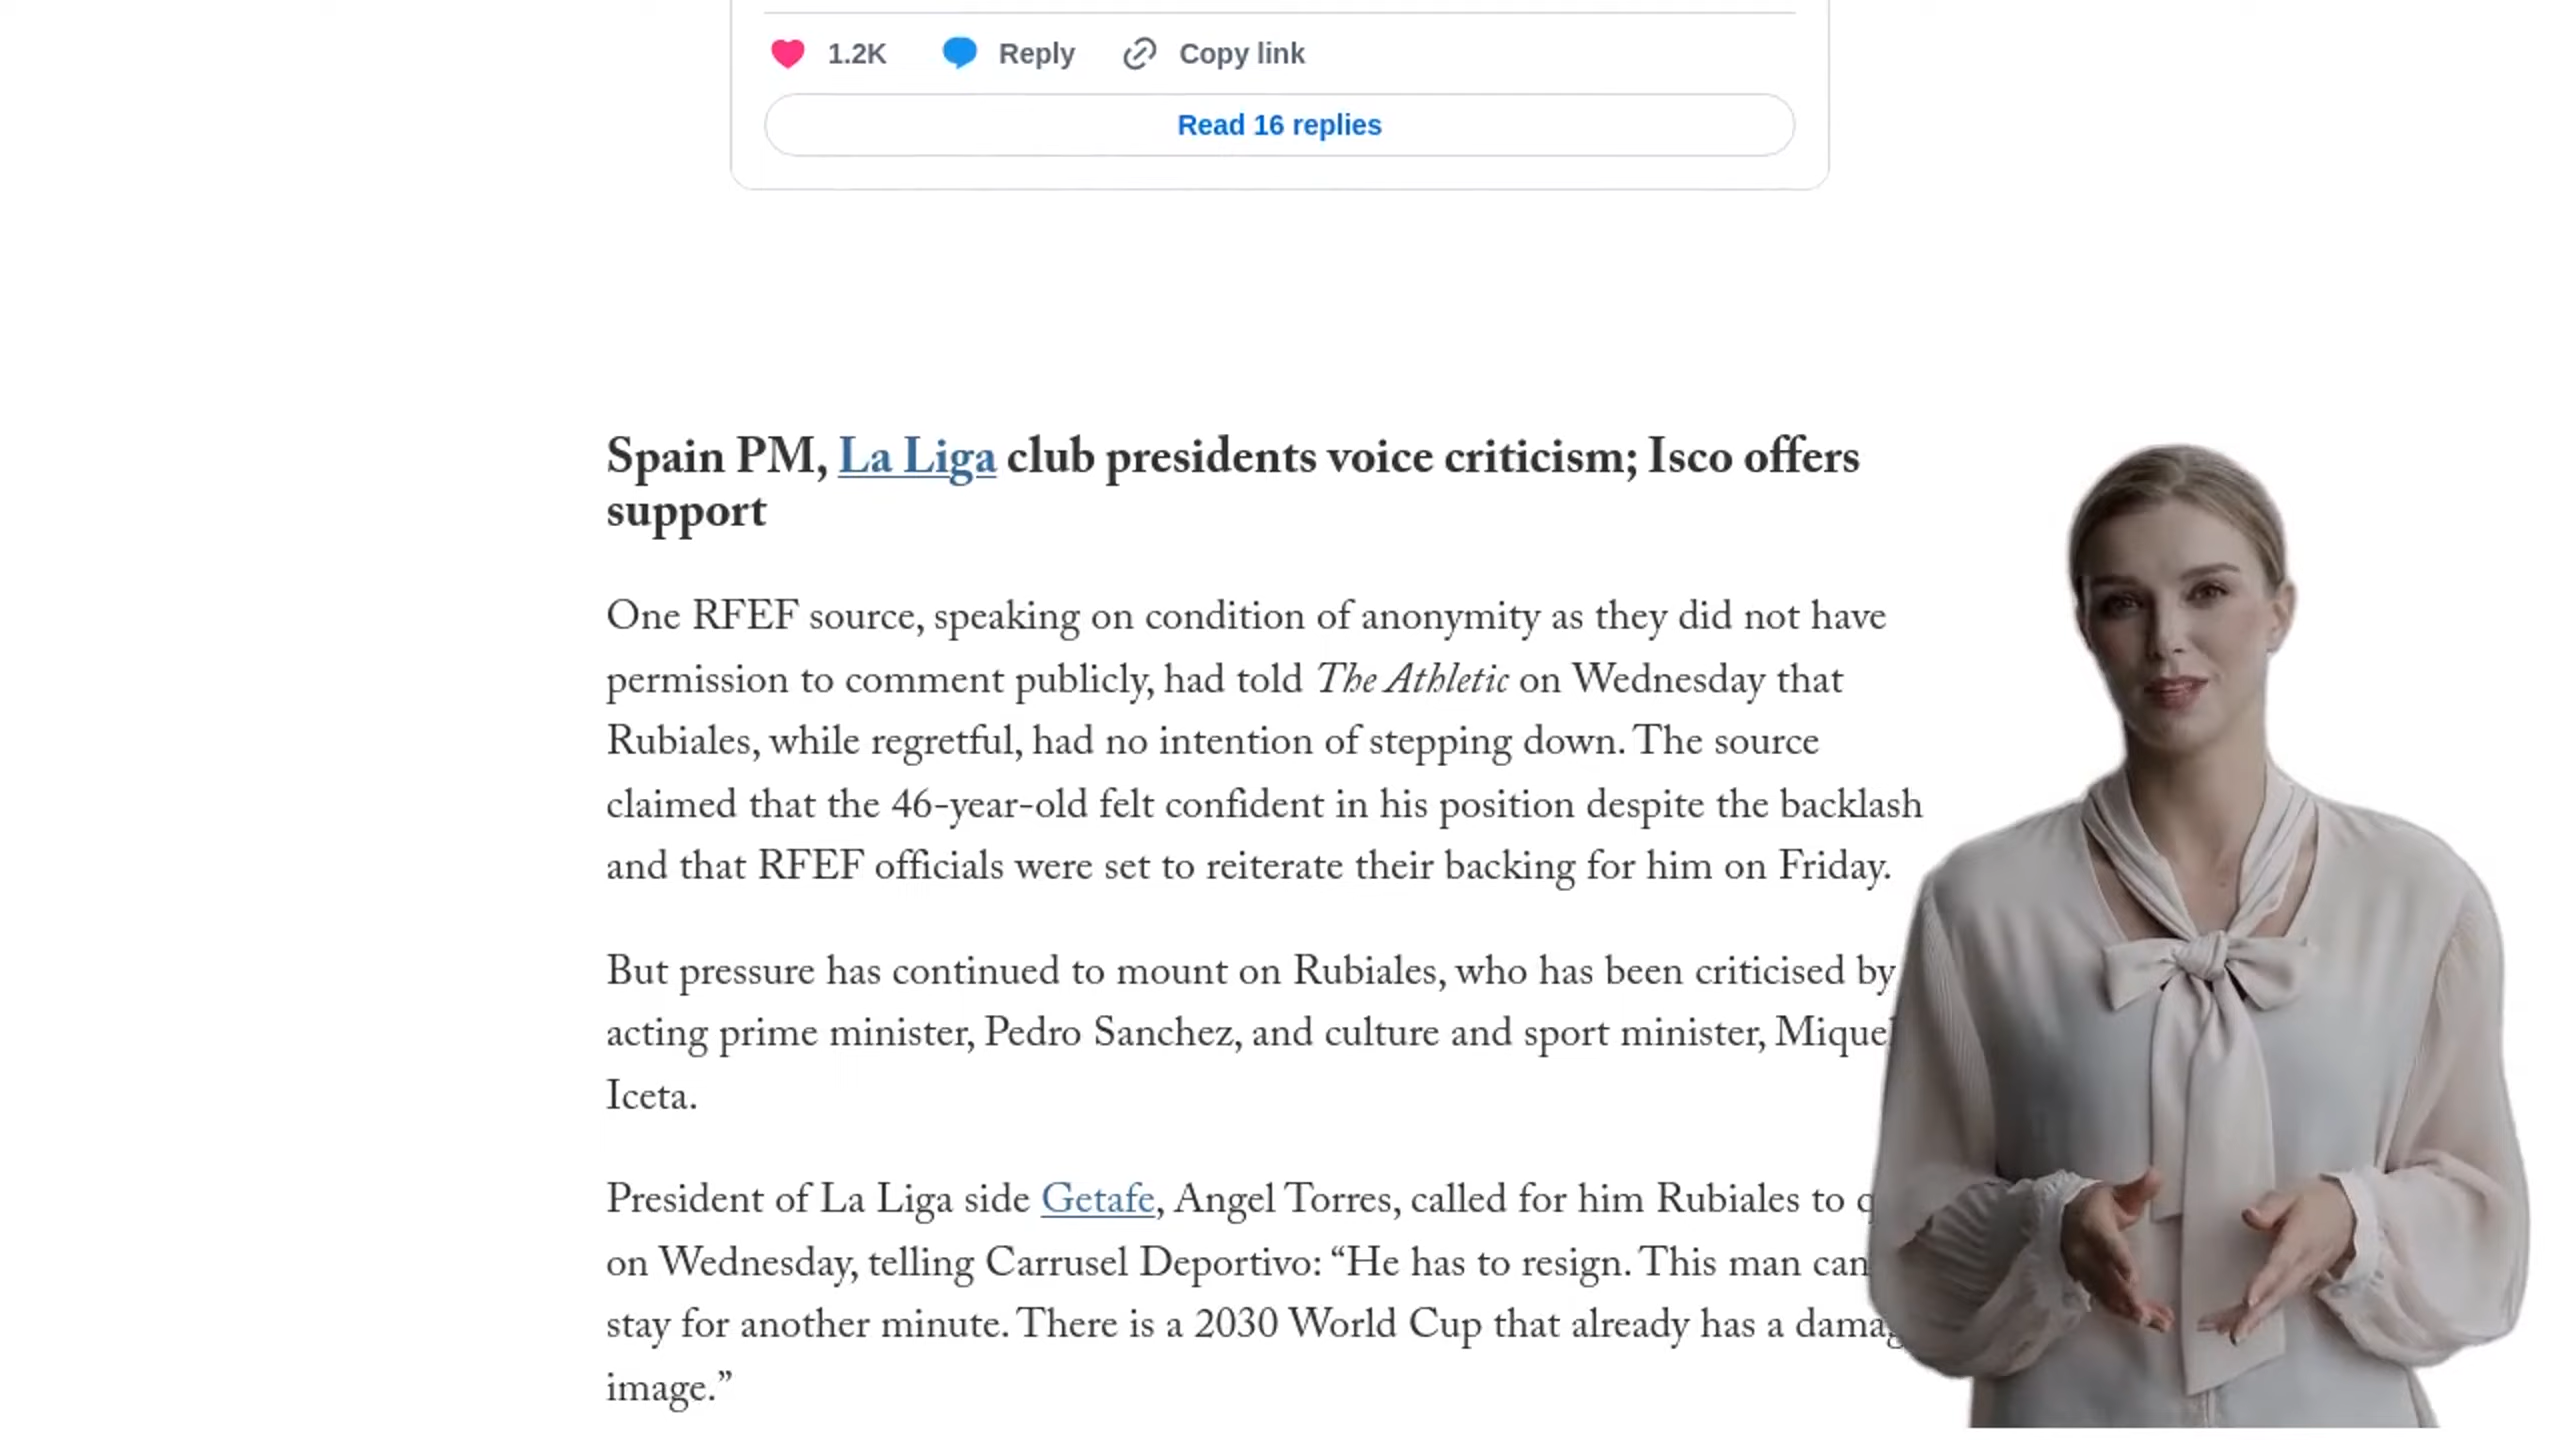 1.2K Reply Copy link
Read 16 replies
Spain PM, La Liga club presidents voice criticism; Isco offers
support
One RFEF source, speaking on condition of anonymity as they did not have
permission to comment publicly, had told The Athletic on Wednesday that
Rubiales, while regretful, had no intention of stepping down. The source
claimed that the 46-year-old felt confident in his position despite the backlash
and that RFEF officials were set to reiterate their backing for him on Friday.
But pressure has continued to mount on Rubiales, who has been criticised by
acting prime minister, Pedro Sanchez, and culture and sport minister, Miquel
Iceta.
President of La Liga side Getafe, Angel Torres, called for him Rubiales to
on Wednesday, telling Carrusel Deportivo: “He has to resign. This man can
stay for another minute. There is a 2030 World Cup that already has a
image.”